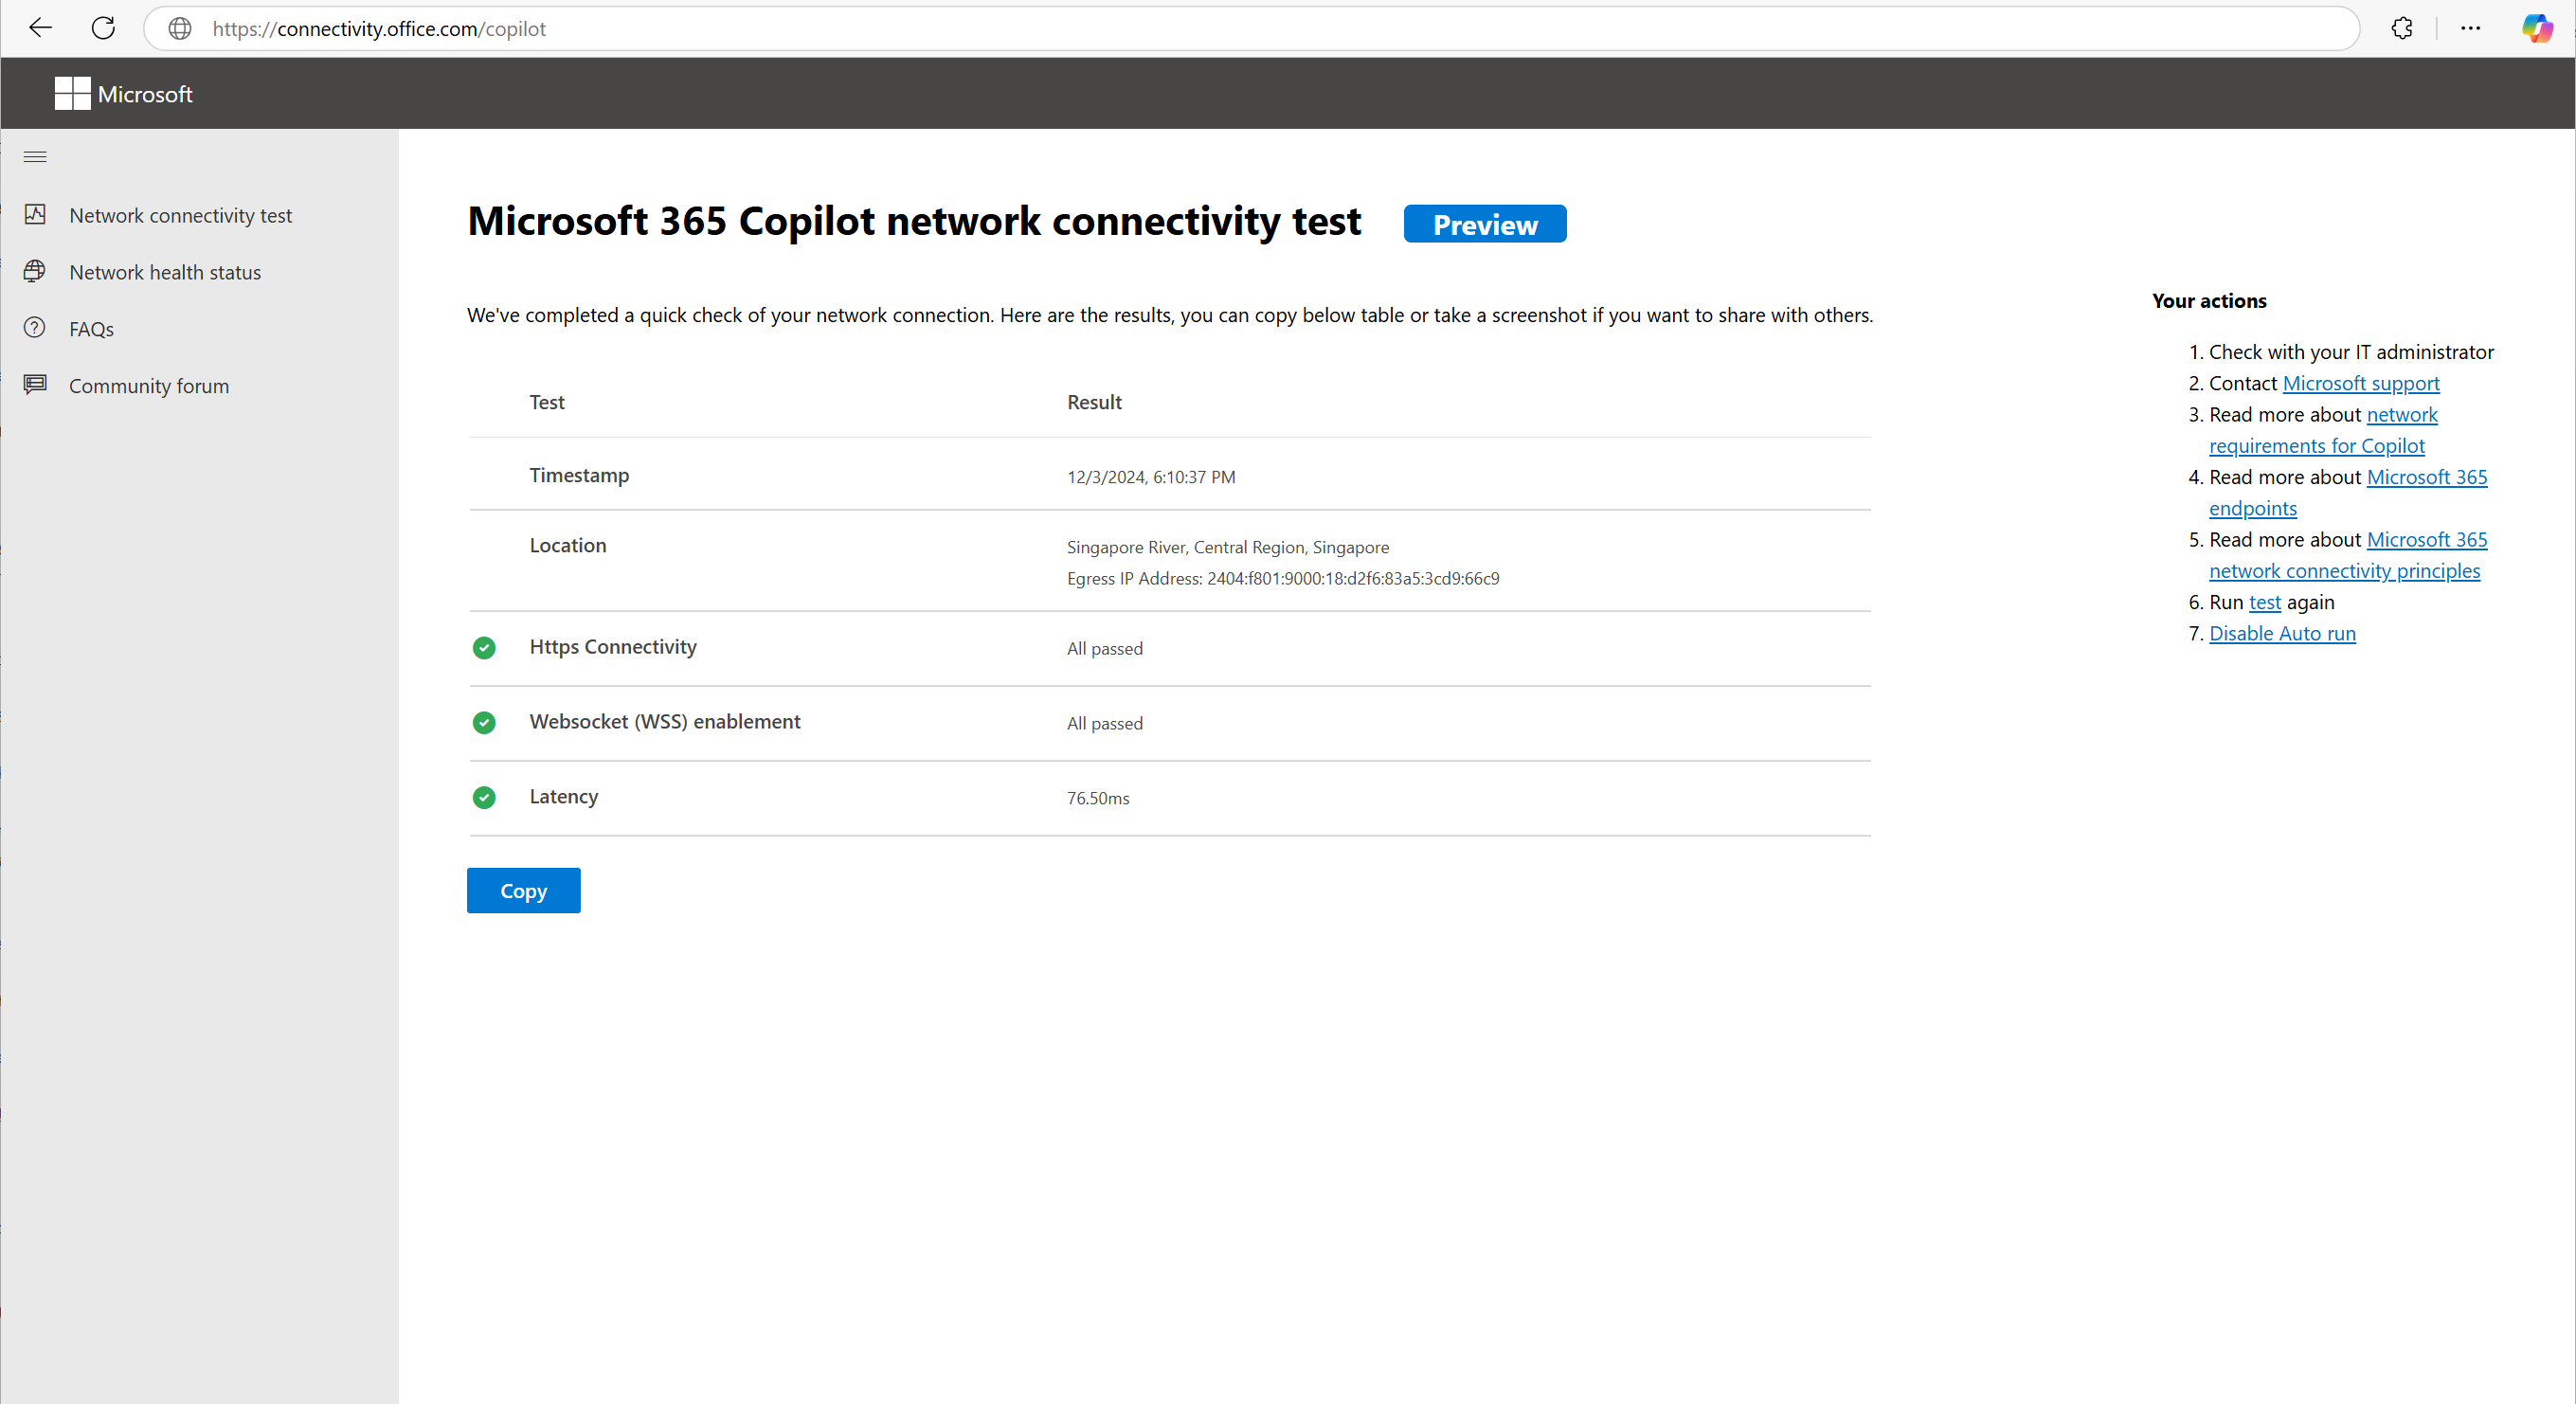 https://connectivity.office.com/copilot
Microsoft
Network connectivity test
Network health status
FAQs
Community forum
Microsoft 365 Copilot network connectivity test
Preview
We've completed a quick check of your network connection. Here are the results, you can copy below table or take a screenshot if you want to share with others.
Test Result
Timestamp 12/3/2024, 6:10:37 PM
Location Singapore River, Central Region, Singapore
Egress IP Address: 2404:f801:9000:18:d2f6:83a5:3cd9:66c9
Https Connectivity All passed
Websocket (WSS) enablement All passed
Latency 76.50ms
Copy
Your actions
1. Check with your IT administrator
2. Contact Microsoft support
3. Read more about network
requirements for Copilot
4. Read more about Microsoft 365
endpoints
5. Read more about Microsoft 365
network connectivity principles
6. Run test again
7. Disable Auto run